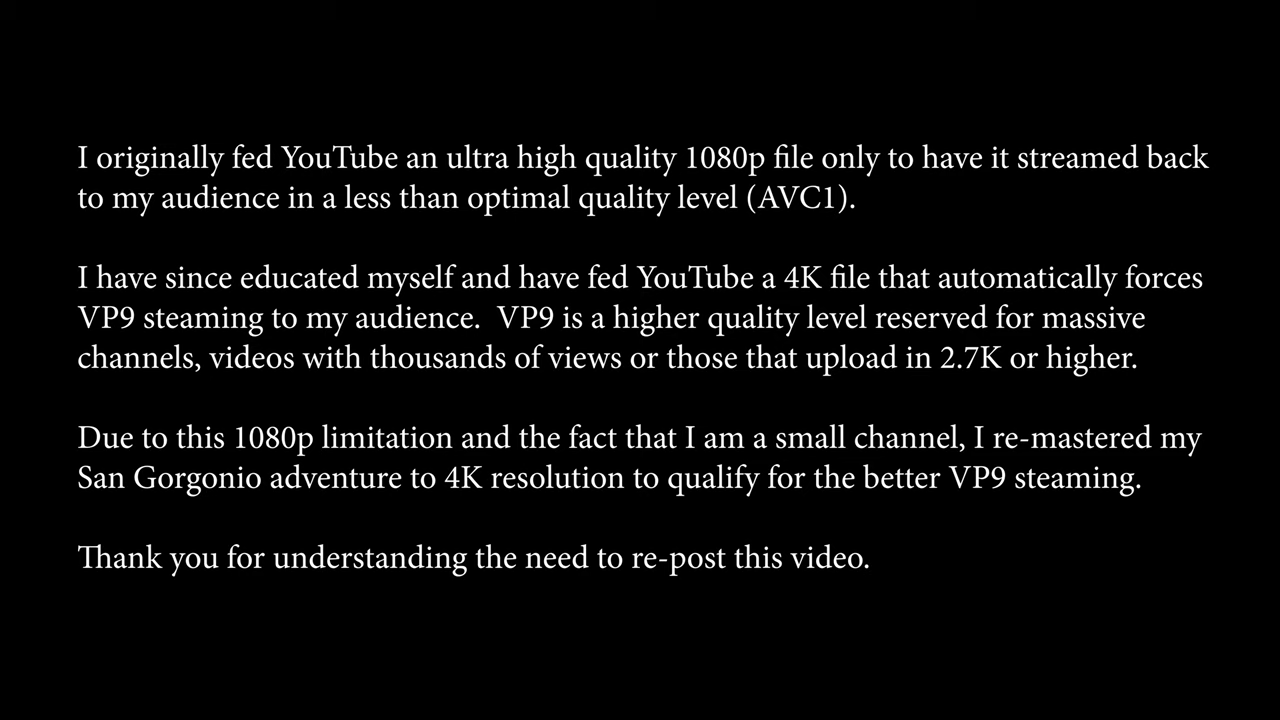 I originally fed YouTube an ultra high quality 1080p file only to have it streamed back
to my audience in a less than optimal quality level (AVC1).
I have since educated myself and have fed YouTube a 4K file that automatically forces
VP9 steaming to my audience.  VP9 is a higher quality level reserved for massive
channels, videos with thousands of views or those that upload in 2.7K or higher.
Due to this 1080p limitation and the fact that I am a small channel, I re-mastered my
San Gorgonio adventure to 4K resolution to qualify for the better VP9 steaming.
Thank you for understanding the need to re-post this video.